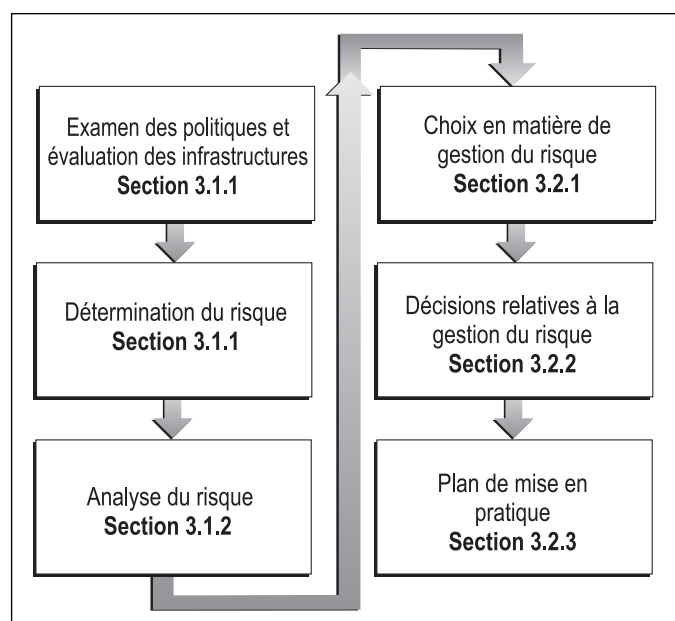 Examen des politiques et
évaluation des infrastructures
Section 3.1.1
Détermination du risque
Section 3.1.1
Analyse du risque
Section 3.1.2
Choix en matière de
gestion du risque
Section 3.2.1
Décisions relatives à la
gestion du risque
Section 3.2.2
Plan de mise en
pratique
Section 3.2.3